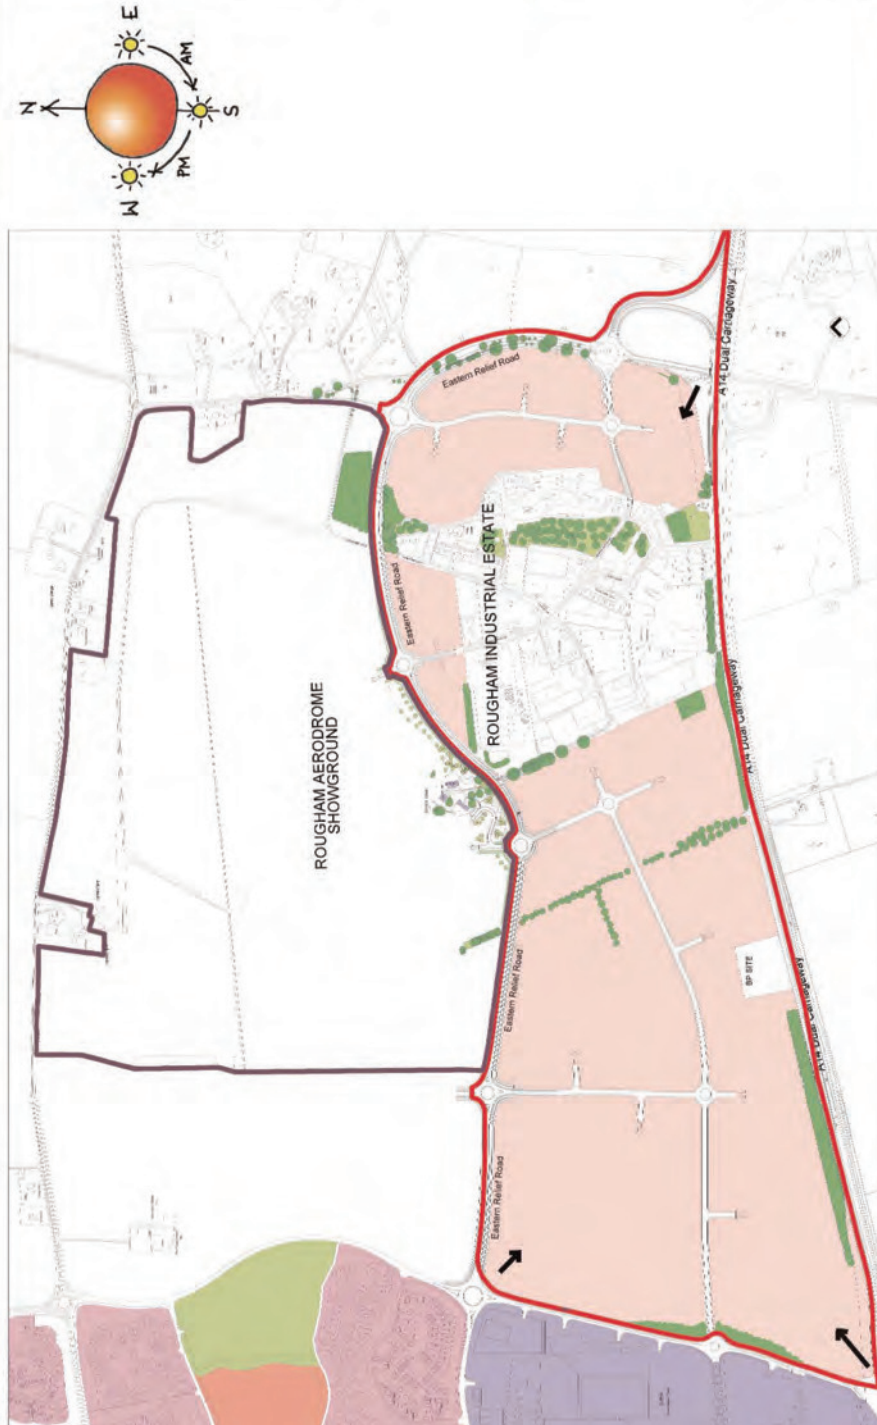 N
W
E
PM
AM
S
ROUGHAM AERODROME
SHOWGROUND
Eastern Relief Road
Eastern Relief Road
ROUGHAM INDUSTRIAL ESTATE
Eastern Relief Road
Eastern Relief Road
BP SITE
A14 Dual Carriageway
A14 Dual Carriageway
A14 Dual Carriageway